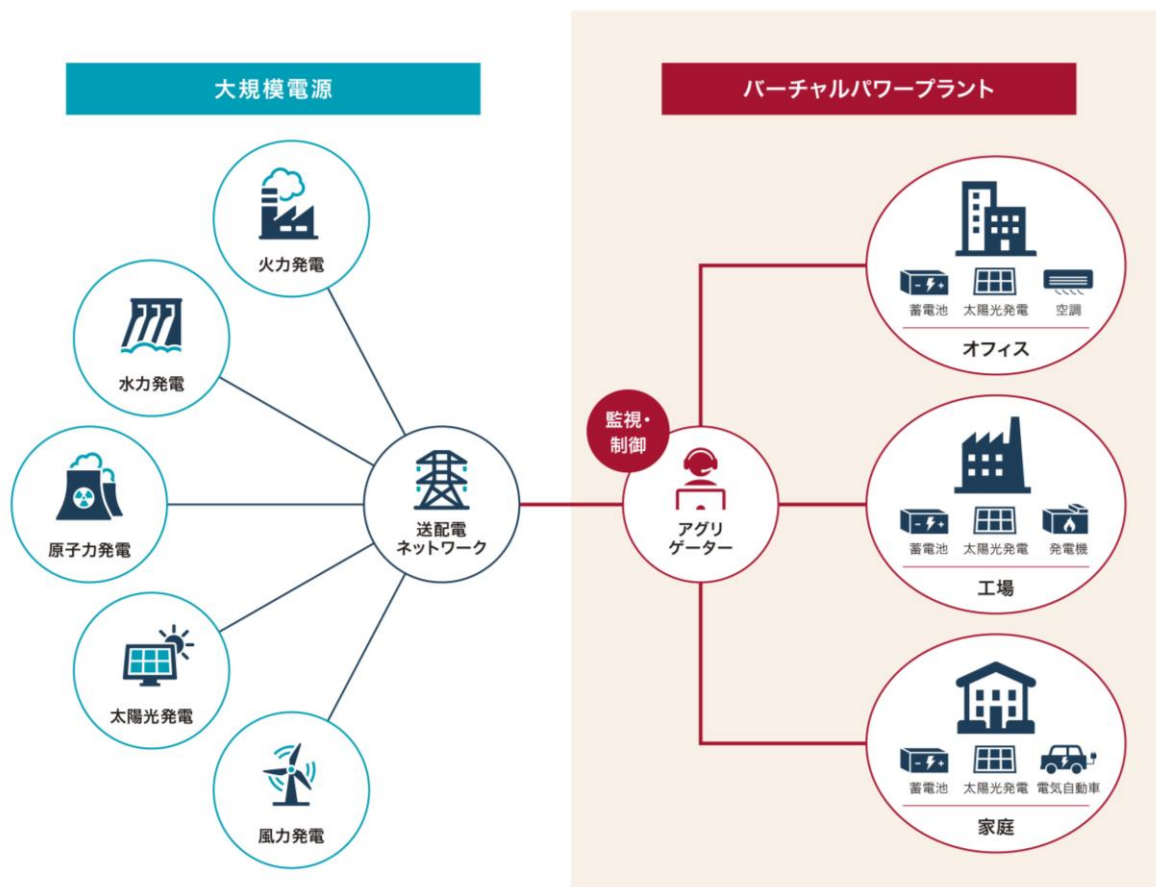 大規模電源
火力発電
水力発電
原子力発電
太陽光発電
風力発電
送配電
ネットワーク
バーチャルパワープラント
監視・
制御
アグリ
ゲーター
蓄電池 太陽光発電 空調
オフィス
蓄電池 太陽光発電 発電機
工場
蓄電池 太陽光発電 電気自動車
家庭